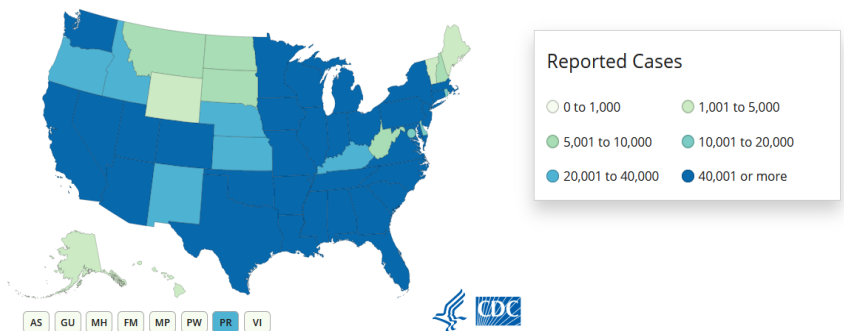 Reported Cases
0 to 1,000
1,001 to 5,000
5,001 to 10,000
10,001 to 20,000
20,001 to 40,000
40,001 or more
AS GU MH FM MP PW PR VI
CDC